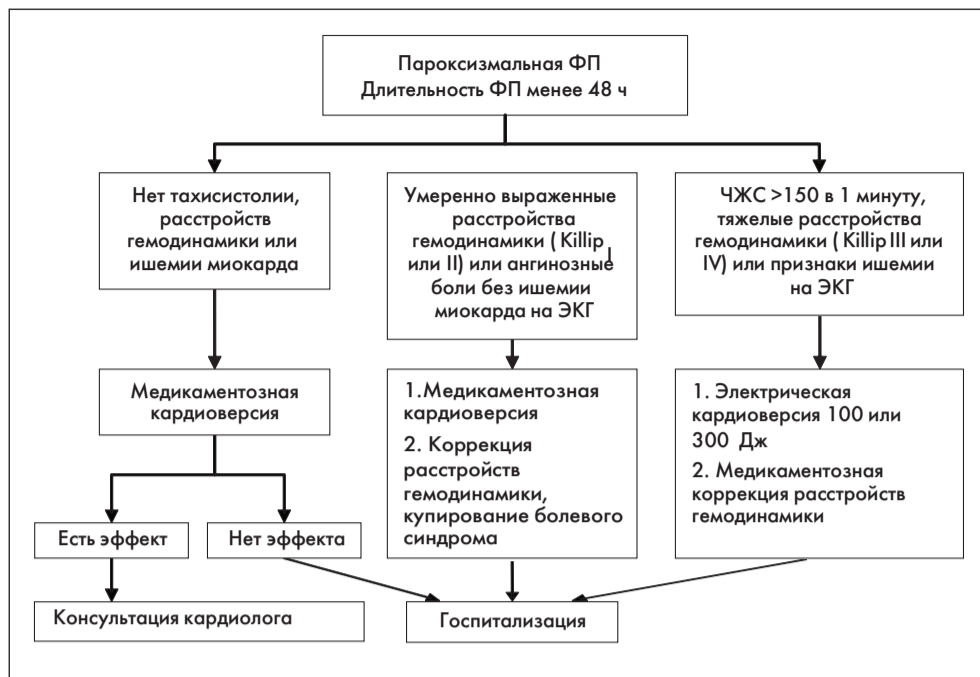 Пароксизмальная ФП
Длительность ФП менее 48 ч
Нет тахисистолии,
расстройств
гемодинамики или
ишемии миокарда
Умеренно выраженные
расстройства
гемодинамики ( Killip I
или II) или ангинозные
боли без ишемии
миокарда на ЭКГ
ЧЖС >150 в 1 минуту,
тяжелые расстройства
гемодинамики ( Killip III или
IV) или признаки ишемии
на ЭКГ
Медикаментозная
кардиоверсия
1.Медикаментозная
кардиоверсия
2. Коррекция
расстройств
гемодинамики,
купирование болевого
синдрома
1. Электрическая
кардиоверсия 100 или
300 Дж
2. Медикаментозная
коррекция расстройств
гемодинамики
Есть эффект
Нет эффекта
Консультация кардиолога
Госпитализация